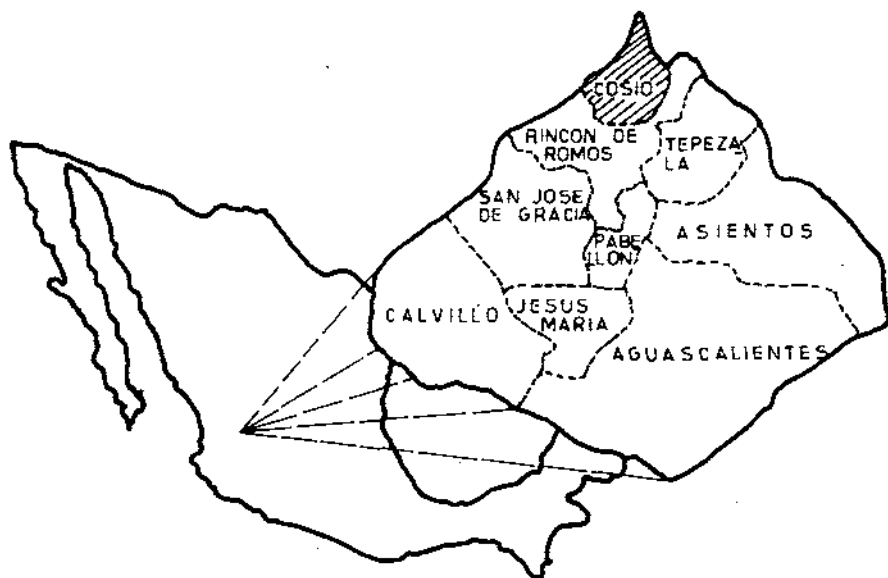 COSIO
RINCON DE
ROMOS
TEPEZA
LA
SAN JOSE
DE GRACIA
PABE
LLON
ASIENTOS
CALVILLO
JESUS
MARIA
AGUASCALIENTES